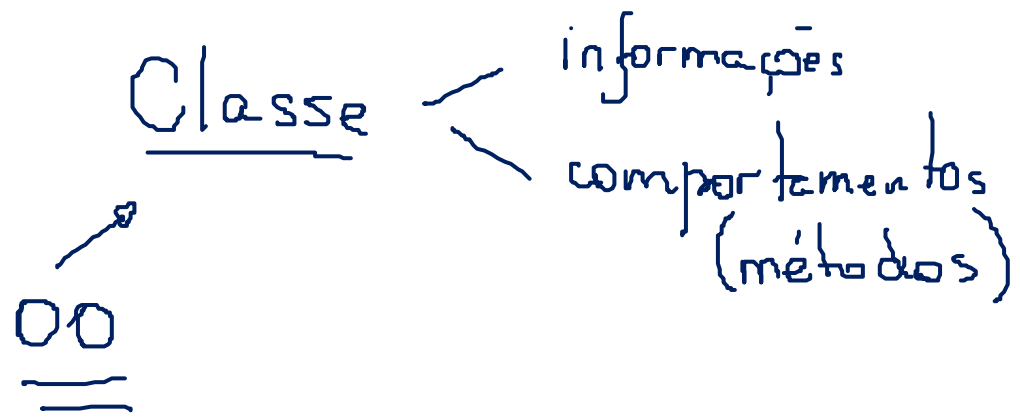 informações
Classe
comportamentos
(métodos)
OO